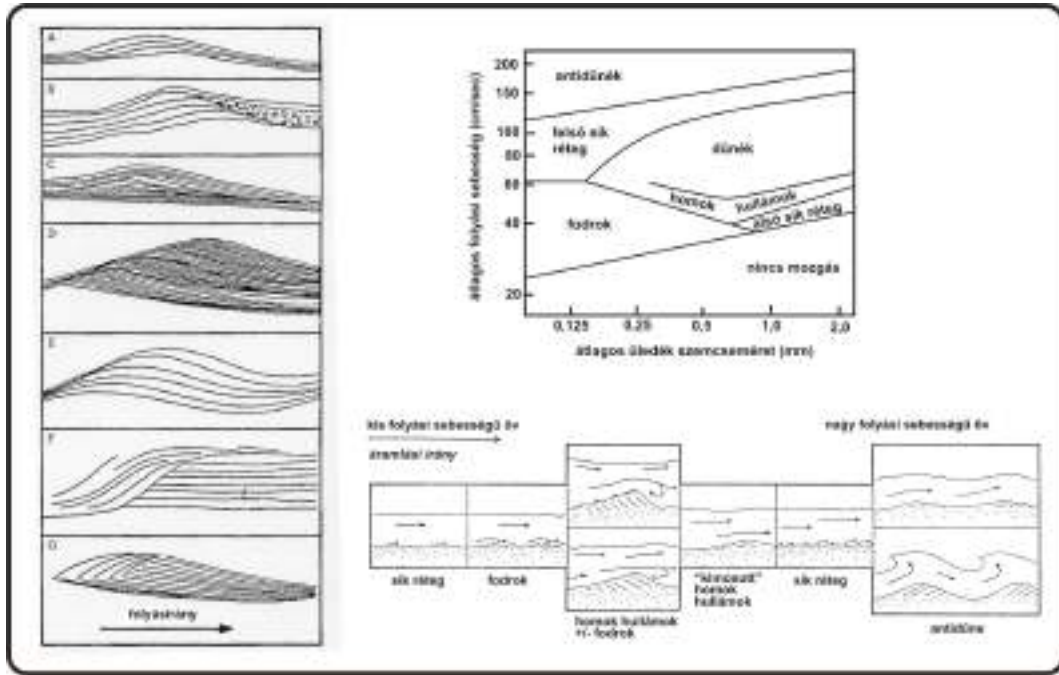 A
B
C
D
E
F
G
folyásirány
átlagos folyási sebesség (cm/sec)
200
150
100
80
60
40
20
antidűnék
felső sík
réteg
dűnék
homok
hullámok
alsó sík réteg
fodrok
nincs mozgás
0,125
0,25
0,5
1,0
2,0
átlagos üledék szemcseméret (mm)
kis folyási sebességű öv
nagy folyási sebességű öv
áramlási irány
sík réteg
fodrok
homok hullámok
+/- fodrok
"kimosott"
homok
hullámok
sík réteg
antidűne